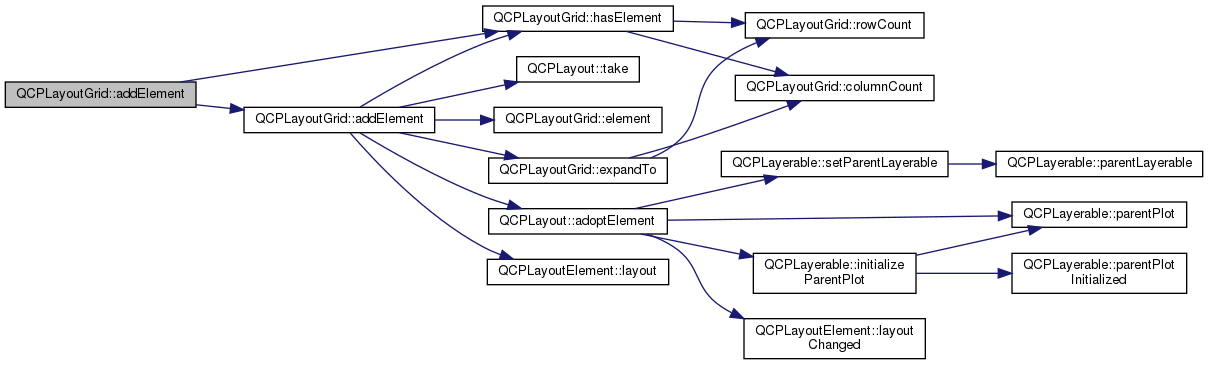 QCPLayoutGrid::addElement
QCPLayoutGrid::addElement
QCPLayoutGrid::hasElement
QCPLayout::take
QCPLayoutGrid::element
QCPLayoutGrid::expandTo
QCPLayout::adoptElement
QCPLayoutElement::layout
QCPLayoutGrid::rowCount
QCPLayoutGrid::columnCount
QCPLayerable::setParentLayerable
QCPLayerable::initialize
ParentPlot
QCPLayoutElement::layout
Changed
QCPLayerable::parentLayerable
QCPLayerable::parentPlot
QCPLayerable::parentPlot
Initialized